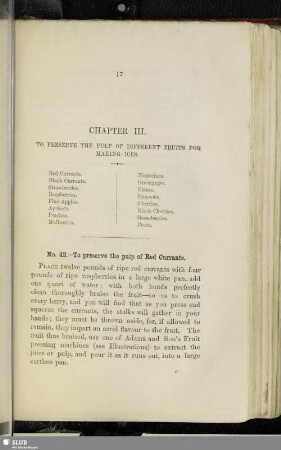 17
CHAPTER III.
TO PRESERVE THE PULP OF DIFFERENT FRUITS FOR
MAKING ICES.
Red Currants.
Black Currants.
Strawberries.
Raspberries.
Pine Apples.
Apricots.
Peaches.
Mulberries.
Nectarines.
Greengages.
Plums.
Damsons.
Cherries.
Black Cherries.
Gooseberries.
Pears.
No. 42.—To preserve the pulp of Red Currants.
PLACE twelve pounds of ripe red currants with four
pounds of ripe raspberries in a large white pan, add
one quart of water; with both hands perfectly
clean thoroughly bruise the fruit—so as to crush
every berry, and you will find that as you press and
squeeze the currants, the stalks will gather in your
hands; they must be thrown aside, for, if allowed to
remain, they impart an acrid flavour to the fruit. The
fruit thus bruised, use one of Adams and Son's Fruit
pressing machines (see Illustrations) to extract the
juice or pulp, and pour it as it runs out, into a large
earthen pan.
SLUB